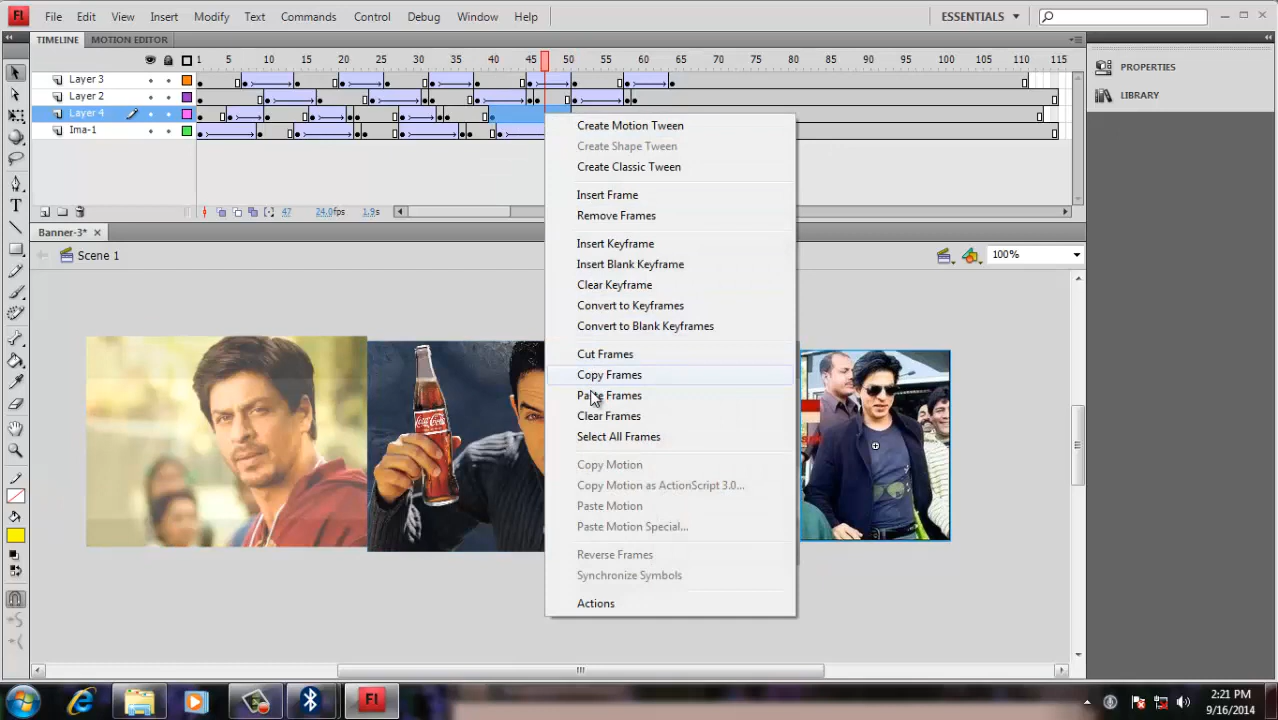 Fl File Edit View Insert Modify Text Commands Control Debug Window Help ESSENTIALS
TIMELINE MOTION EDITOR
1 5 10 15 20 25 30 35 40 45 50 55 60 65 70 75 80 85 90 95 100 105 110 115
Layer 3
Layer 2
Layer 4
Ima-1
47 24.0fps 1.9s
Banner-3*
Scene 1
100%
PROPERTIES
LIBRARY
Create Motion Tween
Create Shape Tween
Create Classic Tween
Insert Frame
Remove Frames
Insert Keyframe
Insert Blank Keyframe
Clear Keyframe
Convert to Keyframes
Convert to Blank Keyframes
Cut Frames
Copy Frames
Paste Frames
Clear Frames
Select All Frames
Copy Motion
Copy Motion as ActionScript 3.0...
Paste Motion
Paste Motion Special...
Reverse Frames
Synchronize Symbols
Actions
Coca-Cola
Fl
2:21 PM
9/16/2014